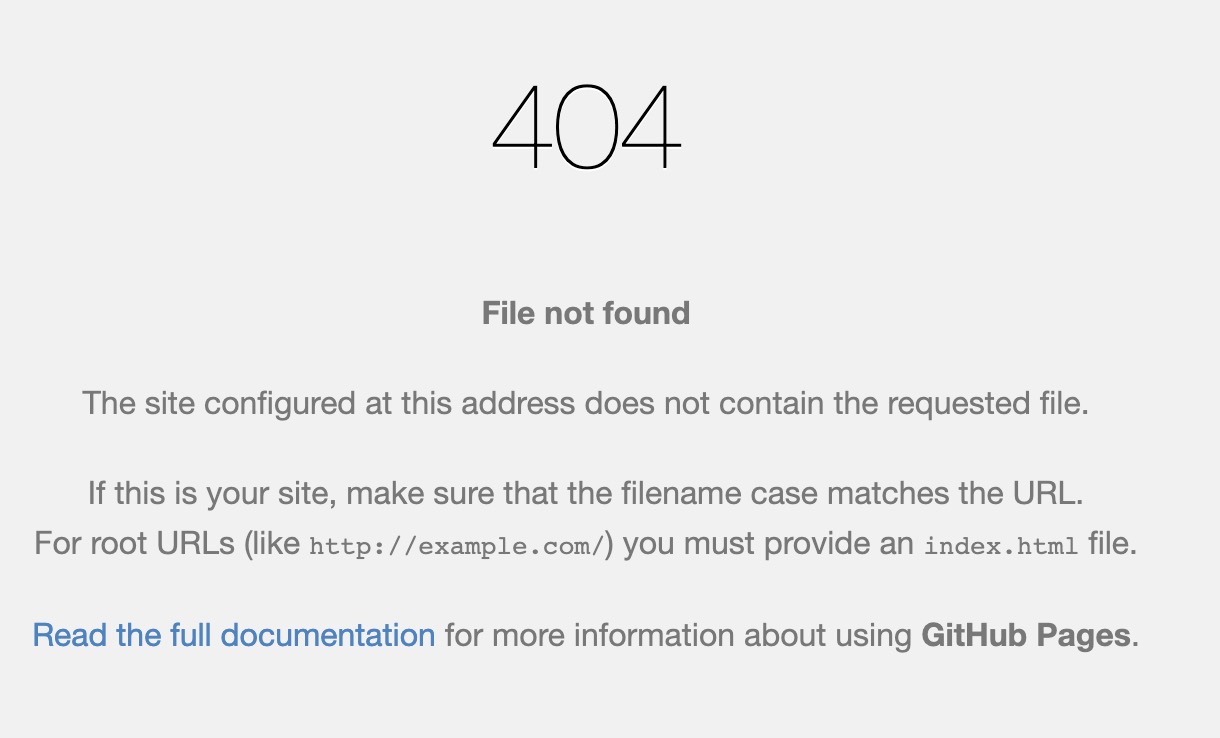 404
File not found
The site configured at this address does not contain the requested file.
If this is your site, make sure that the filename case matches the URL.
For root URLs (like http://example.com/) you must provide an index.html file.
Read the full documentation for more information about using GitHub Pages.